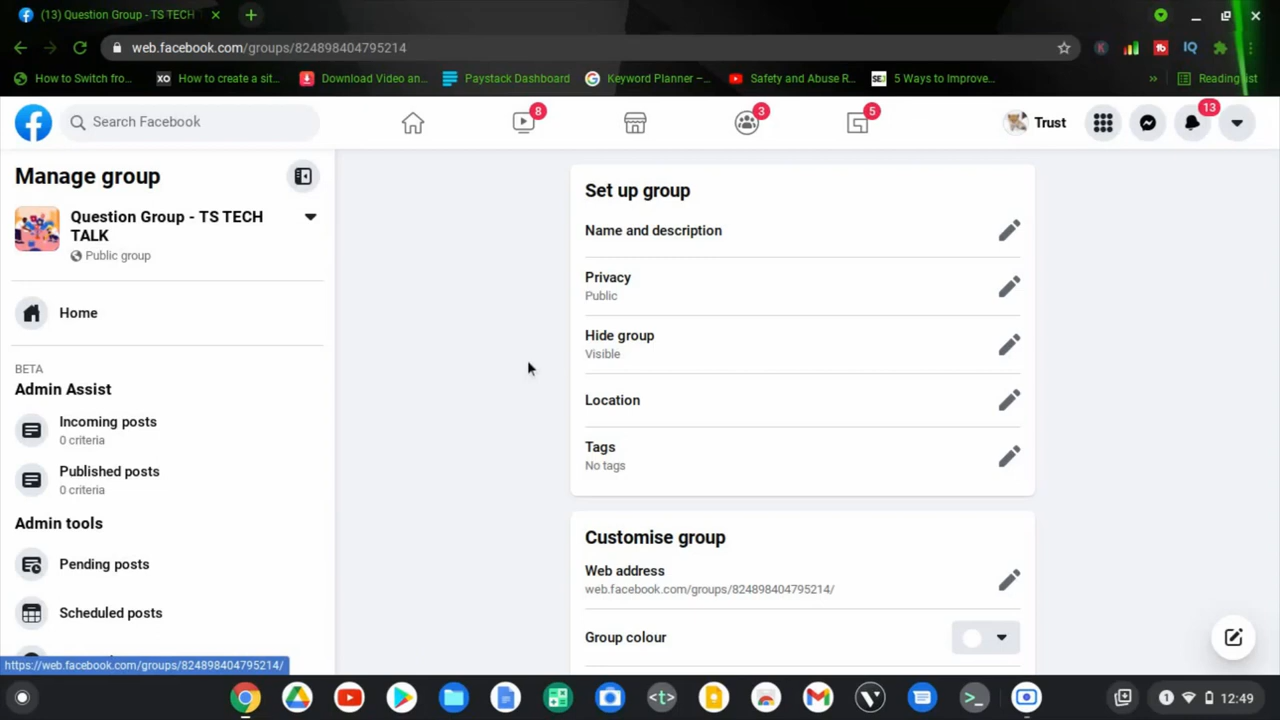 (13) Question Group - TS TECH
web.facebook.com/groups/824898404795214
How to Switch fro...
XO How to create a sit...
Download Video an...
Paystack Dashboard
Keyword Planner –...
Safety and Abuse R...
5 Ways to Improve...
»
Reading list
Search Facebook
8
3
5
Trust
13
Manage group
Question Group - TS TECH
TALK
Public group
Home
BETA
Admin Assist
Incoming posts
0 criteria
Published posts
0 criteria
Admin tools
Pending posts
Scheduled posts
https://web.facebook.com/groups/824898404795214/
Set up group
Name and description
Privacy
Public
Hide group
Visible
Location
Tags
No tags
Customise group
Web address
web.facebook.com/groups/824898404795214/
Group colour
1
12:49